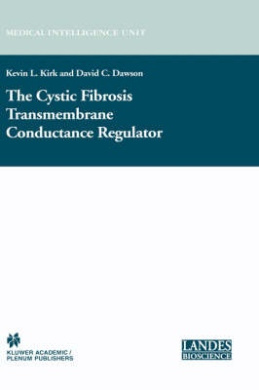 MEDICAL INTELLIGENCE UNIT
Kevin L. Kirk and David C. Dawson
The Cystic Fibrosis
Transmembrane
Conductance Regulator
KLUWER ACADEMIC /
PLENUM PUBLISHERS
LANDES
BIOSCIENCE